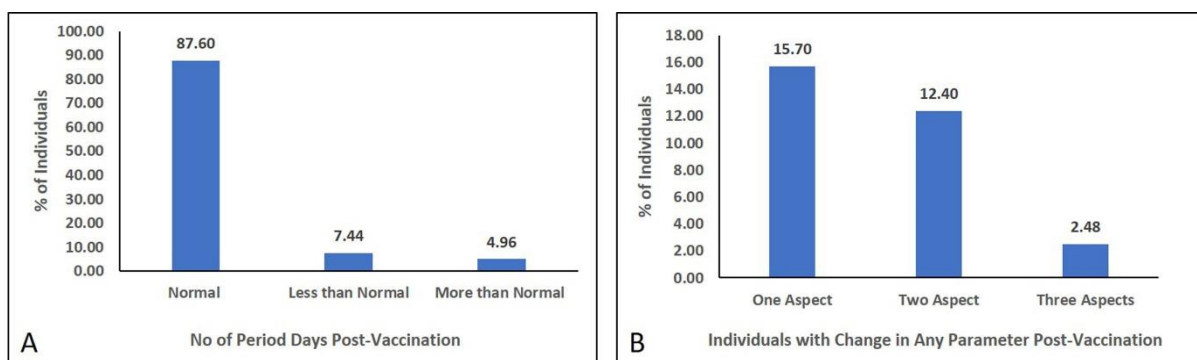 100.00
90.00
80.00
70.00
60.00
50.00
40.00
30.00
20.00
10.00
0.00
% of Individuals
87.60
7.44
4.96
Normal
Less than Normal
More than Normal
No of Period Days Post-Vaccination
A
18.00
16.00
14.00
12.00
10.00
8.00
6.00
4.00
2.00
0.00
% of Individuals
15.70
12.40
2.48
One Aspect
Two Aspect
Three Aspects
Individuals with Change in Any Parameter Post-Vaccination
B